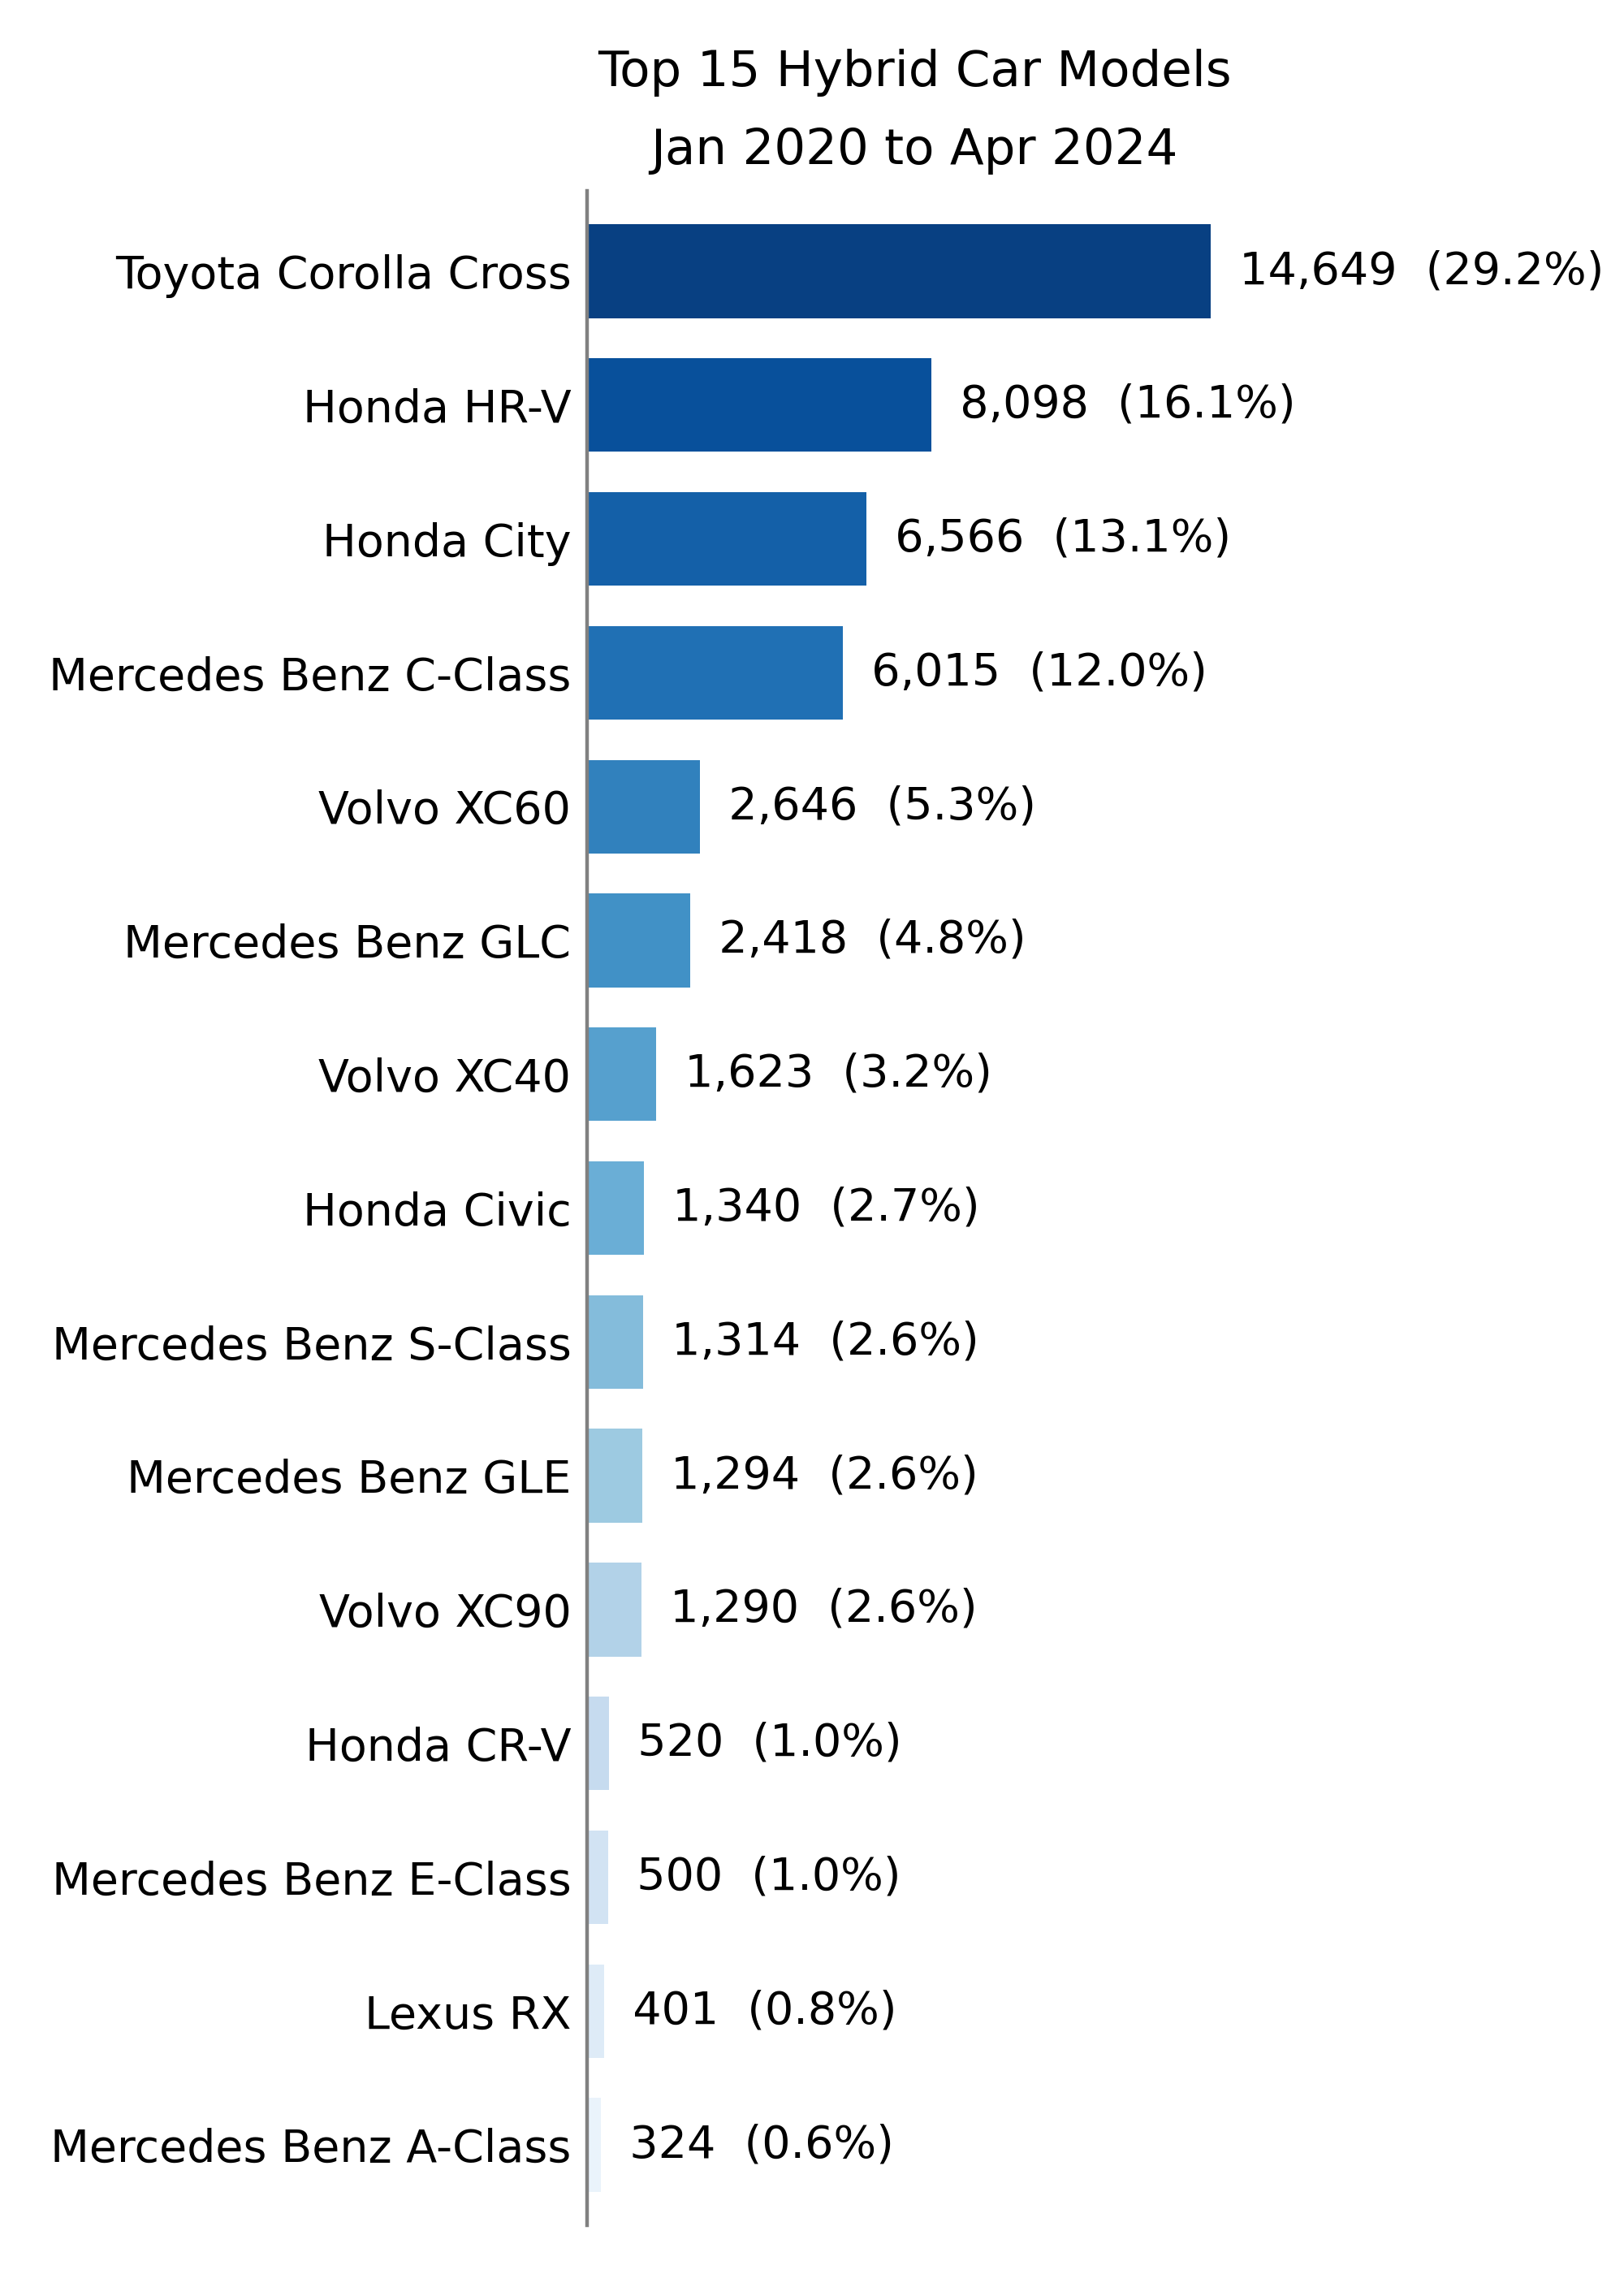 Top 15 Hybrid Car Models
Jan 2020 to Apr 2024
Toyota Corolla Cross 14,649 (29.2%)
Honda HR-V 8,098 (16.1%)
Honda City 6,566 (13.1%)
Mercedes Benz C-Class 6,015 (12.0%)
Volvo XC60 2,646 (5.3%)
Mercedes Benz GLC 2,418 (4.8%)
Volvo XC40 1,623 (3.2%)
Honda Civic 1,340 (2.7%)
Mercedes Benz S-Class 1,314 (2.6%)
Mercedes Benz GLE 1,294 (2.6%)
Volvo XC90 1,290 (2.6%)
Honda CR-V 520 (1.0%)
Mercedes Benz E-Class 500 (1.0%)
Lexus RX 401 (0.8%)
Mercedes Benz A-Class 324 (0.6%)